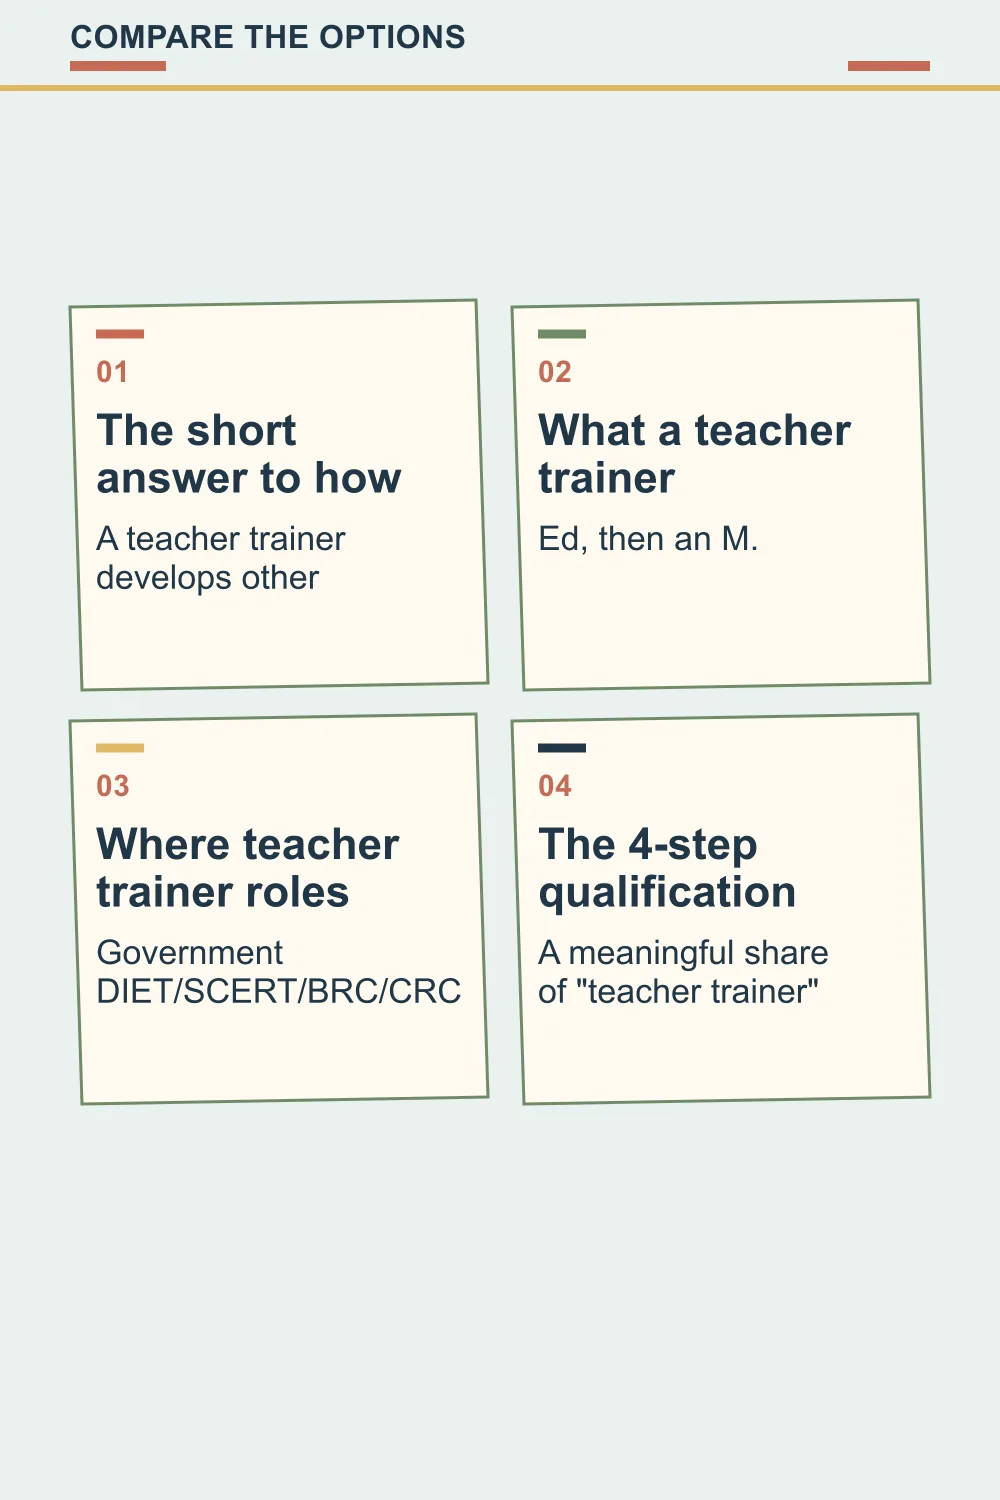 COMPARE THE OPTIONS
01
The short
answer to how
A teacher trainer
develops other
02
What a teacher
trainer
Ed, then an M.
03
Where teacher
trainer roles
Government
DIET/SCERT/BRC/CRC
04
The 4-step
qualification
A meaningful share
of "teacher trainer"